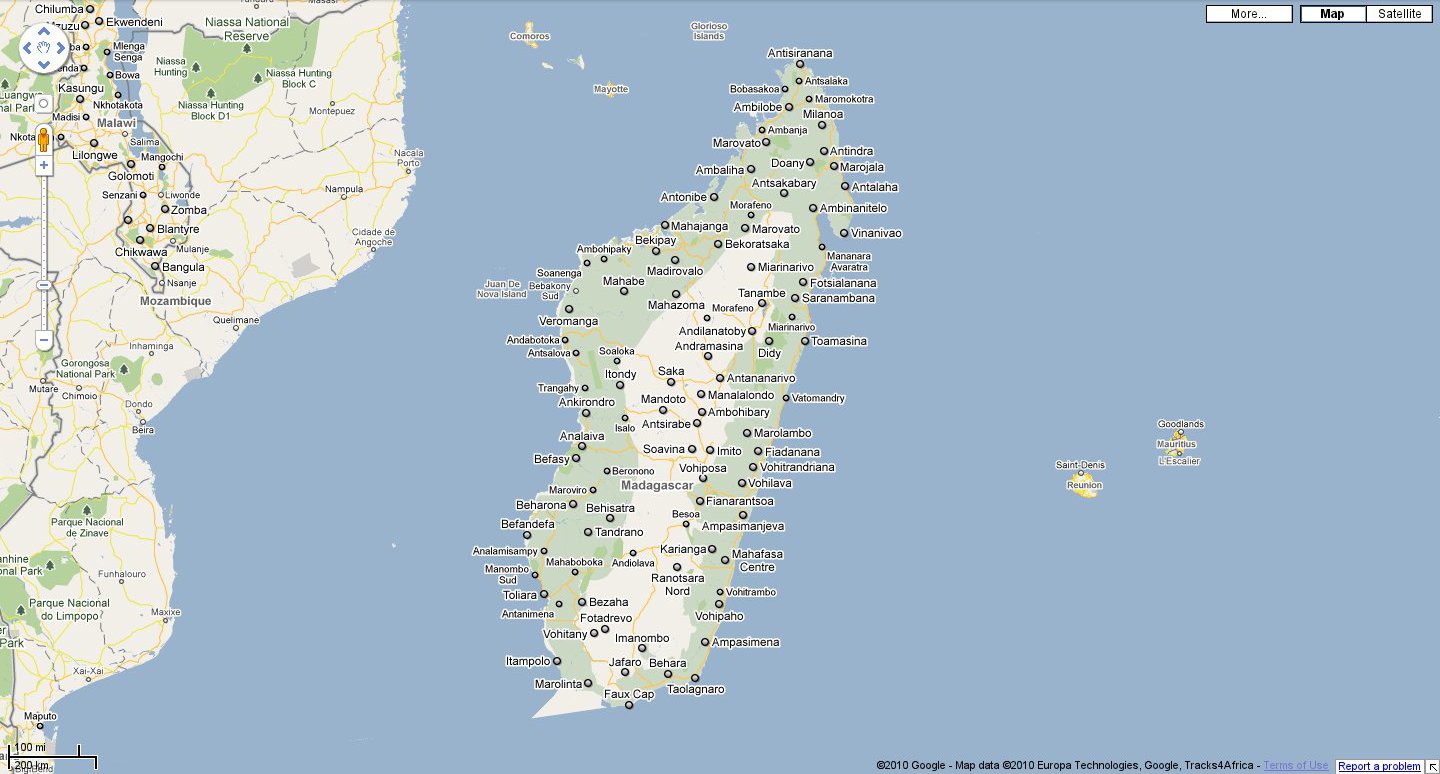 Chilumba
Mzuzu
Ekwendeni
Niassa National
Reserve
Masasi
Comoros
Glorioso
Islands
More...
Map
Satellite
Mlenga
Senga
Bowa
Niassa
Hunting
Niassa Hunting
Block C
Antisiranana
Antsalaka
Bobasakoa
Maromokotra
Mayotte
Kasungu
Nkhotakota
Niassa Hunting
Block D1
Montepuez
Ambilobe
Milanoa
Madisi
Malawi
Ambanja
Salima
Marovato
Lilongwe
Mangochi
Nacala
Porto
Antindra
Doany
Marojala
Golomoti
Ambaliha
Antsakabary
Antalaha
Senzani
Liwonde
Nampula
Antonibe
Morafeno
Ambinanitelo
Zomba
Blantyre
Cidade de
Angoche
Mahajanga
Marovato
Vinanivao
Chikwawa
Mulanje
Ambohipaky
Bekipay
Bekoratsaka
Mananara
Avaratra
Bangula
Nsanje
Soanenga
Madirovalo
Miarinarivo
Juan De
Nova Island
Bebakony
Sud
Mahabe
Fotsialanana
Mozambique
Mahazoma
Tanambe
Saranambana
Morafeno
Quelimane
Veromanga
Andilanatoby
Miarinarivo
Inhaminga
Andabotoka
Andramasina
Toamasina
Antsalova
Soaloka
Didy
Gorongosa
National Park
Itondy
Saka
Antananarivo
Mutare
Chimoio
Trangahy
Manalalondo
Vatomandry
Dondo
Ankirondro
Mandoto
Ambohibary
Beira
Isalo
Antsirabe
Goodlands
Analaiva
Marolambo
Mauritius
Befasy
Soavina
Imito
Fiadanana
L'Escalier
Beronono
Vohiposa
Vohitrandriana
Saint-Denis
Maroviro
Madagascar
Vohilava
Reunion
Beharona
Behisatra
Fianarantsoa
Parque Nacional
de Zinave
Besoa
Befandefa
Tandrano
Ampasimanjeva
Analamisampy
Karianga
Mahafasa
Centre
Manombo
Sud
Mahaboboka
Andiolava
Funhalouro
Ranotsara
Nord
Toliara
Bezaha
Vohitrambo
Parque Nacional
do Limpopo
Maxixe
Antanimena
Fotadrevo
Vohipaho
Vohitany
Imanombo
Ampasimena
Itampolo
Jafaro
Behara
Xai-Xai
Marolinta
Faux Cap
Taolagnaro
Maputo
100 mi
200 km
©2010 Google - Map data ©2010 Europa Technologies, Google, Tracks4Africa - Terms of Use
Report a problem